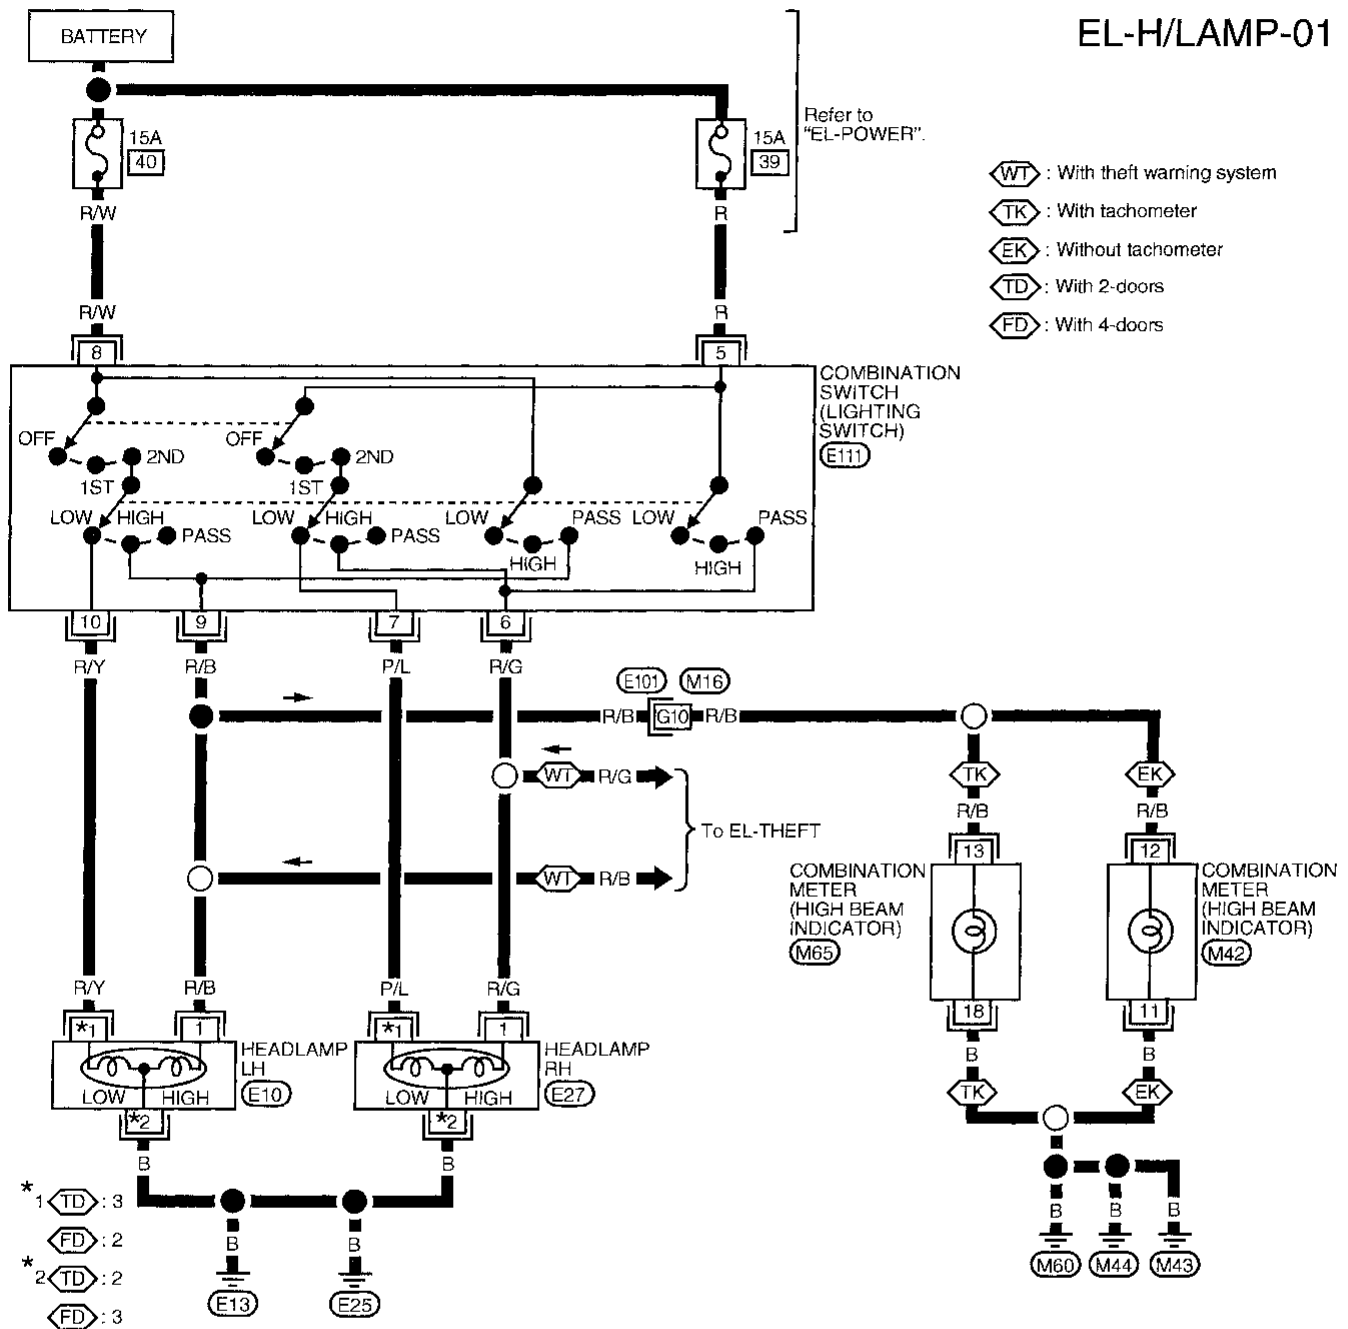 EL-H/LAMP-01
BATTERY
15A
40
15A
39
Refer to
"EL-POWER".
R/W
R
WT : With theft warning system
TK : With tachometer
EK : Without tachometer
TD : With 2-doors
FD : With 4-doors
R/W
R
8
5
COMBINATION
SWITCH
(LIGHTING
SWITCH)
E111
OFF
1ST
2ND
OFF
1ST
2ND
LOW
HIGH
PASS
LOW
HIGH
PASS
LOW
HIGH
PASS
LOW
HIGH
PASS
10
9
7
6
R/Y
R/B
P/L
R/G
E101
M16
R/B
G10
R/B
WT
R/G
To EL-THEFT
WT
R/B
TK
EK
R/B
R/B
13
12
COMBINATION
METER
(HIGH BEAM
INDICATOR)
M65
COMBINATION
METER
(HIGH BEAM
INDICATOR)
M42
18
11
B
B
TK
EK
R/Y
R/B
P/L
R/G
*1
1
*1
1
HEADLAMP
LH
E10
HEADLAMP
RH
E27
LOW
HIGH
LOW
HIGH
*2
*2
B
B
B
B
B
B
B
E13
E25
M60
M44
M43
*1 TD : 3
FD : 2
*2 TD : 2
FD : 3